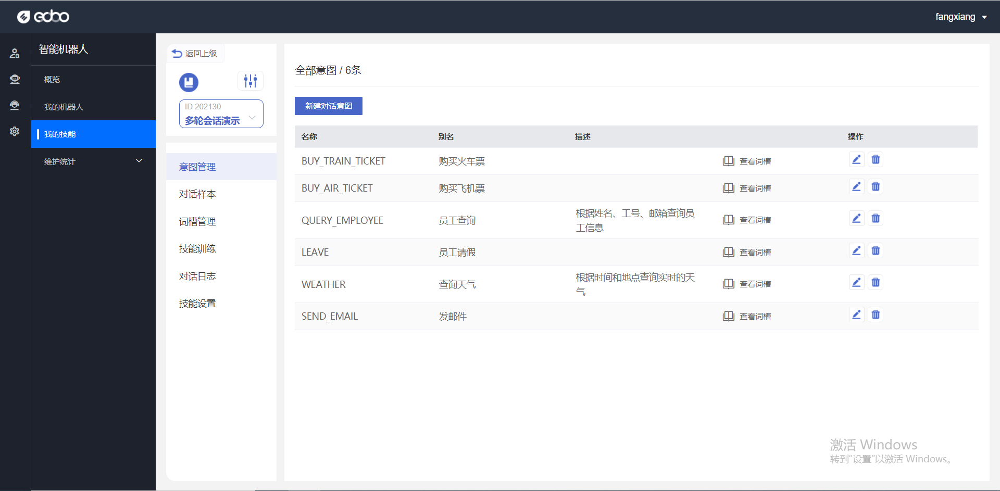 edoo
fangxiang
智能机器人
概览
我的机器人
我的技能
维护统计
返回上级
ID 202130
多轮会话演示
意图管理
对话样本
词槽管理
技能训练
对话日志
技能设置
全部意图 / 6条
新建对话意图
名称 别名 描述 操作
BUY_TRAIN_TICKET 购买火车票 查看词槽
BUY_AIR_TICKET 购买飞机票 查看词槽
QUERY_EMPLOYEE 员工查询 根据姓名、工号、邮箱查询员
工信息 查看词槽
LEAVE 员工请假 查看词槽
WEATHER 查询天气 根据时间和地点查询实时的天
气 查看词槽
SEND_EMAIL 发邮件 查看词槽
激活 Windows
转到“设置”以激活 Windows。